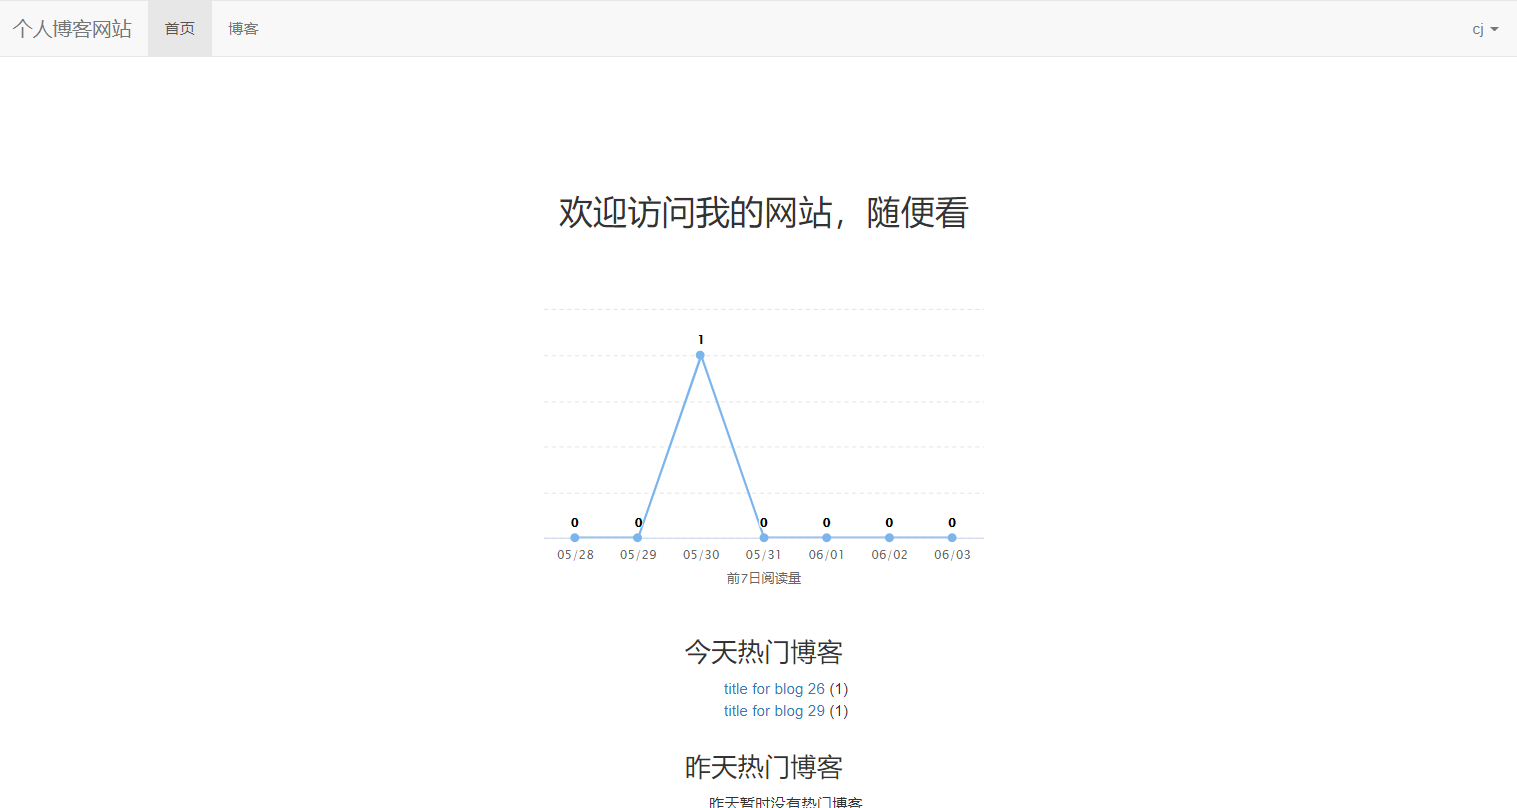 个人博客网站 首页 博客 cj
欢迎访问我的网站，随便看
1
0 0 0 0 0 0
05/28 05/29 05/30 05/31 06/01 06/02 06/03
前7日阅读量
今天热门博客
title for blog 26 (1)
title for blog 29 (1)
昨天热门博客
昨天暂时没有热门博客